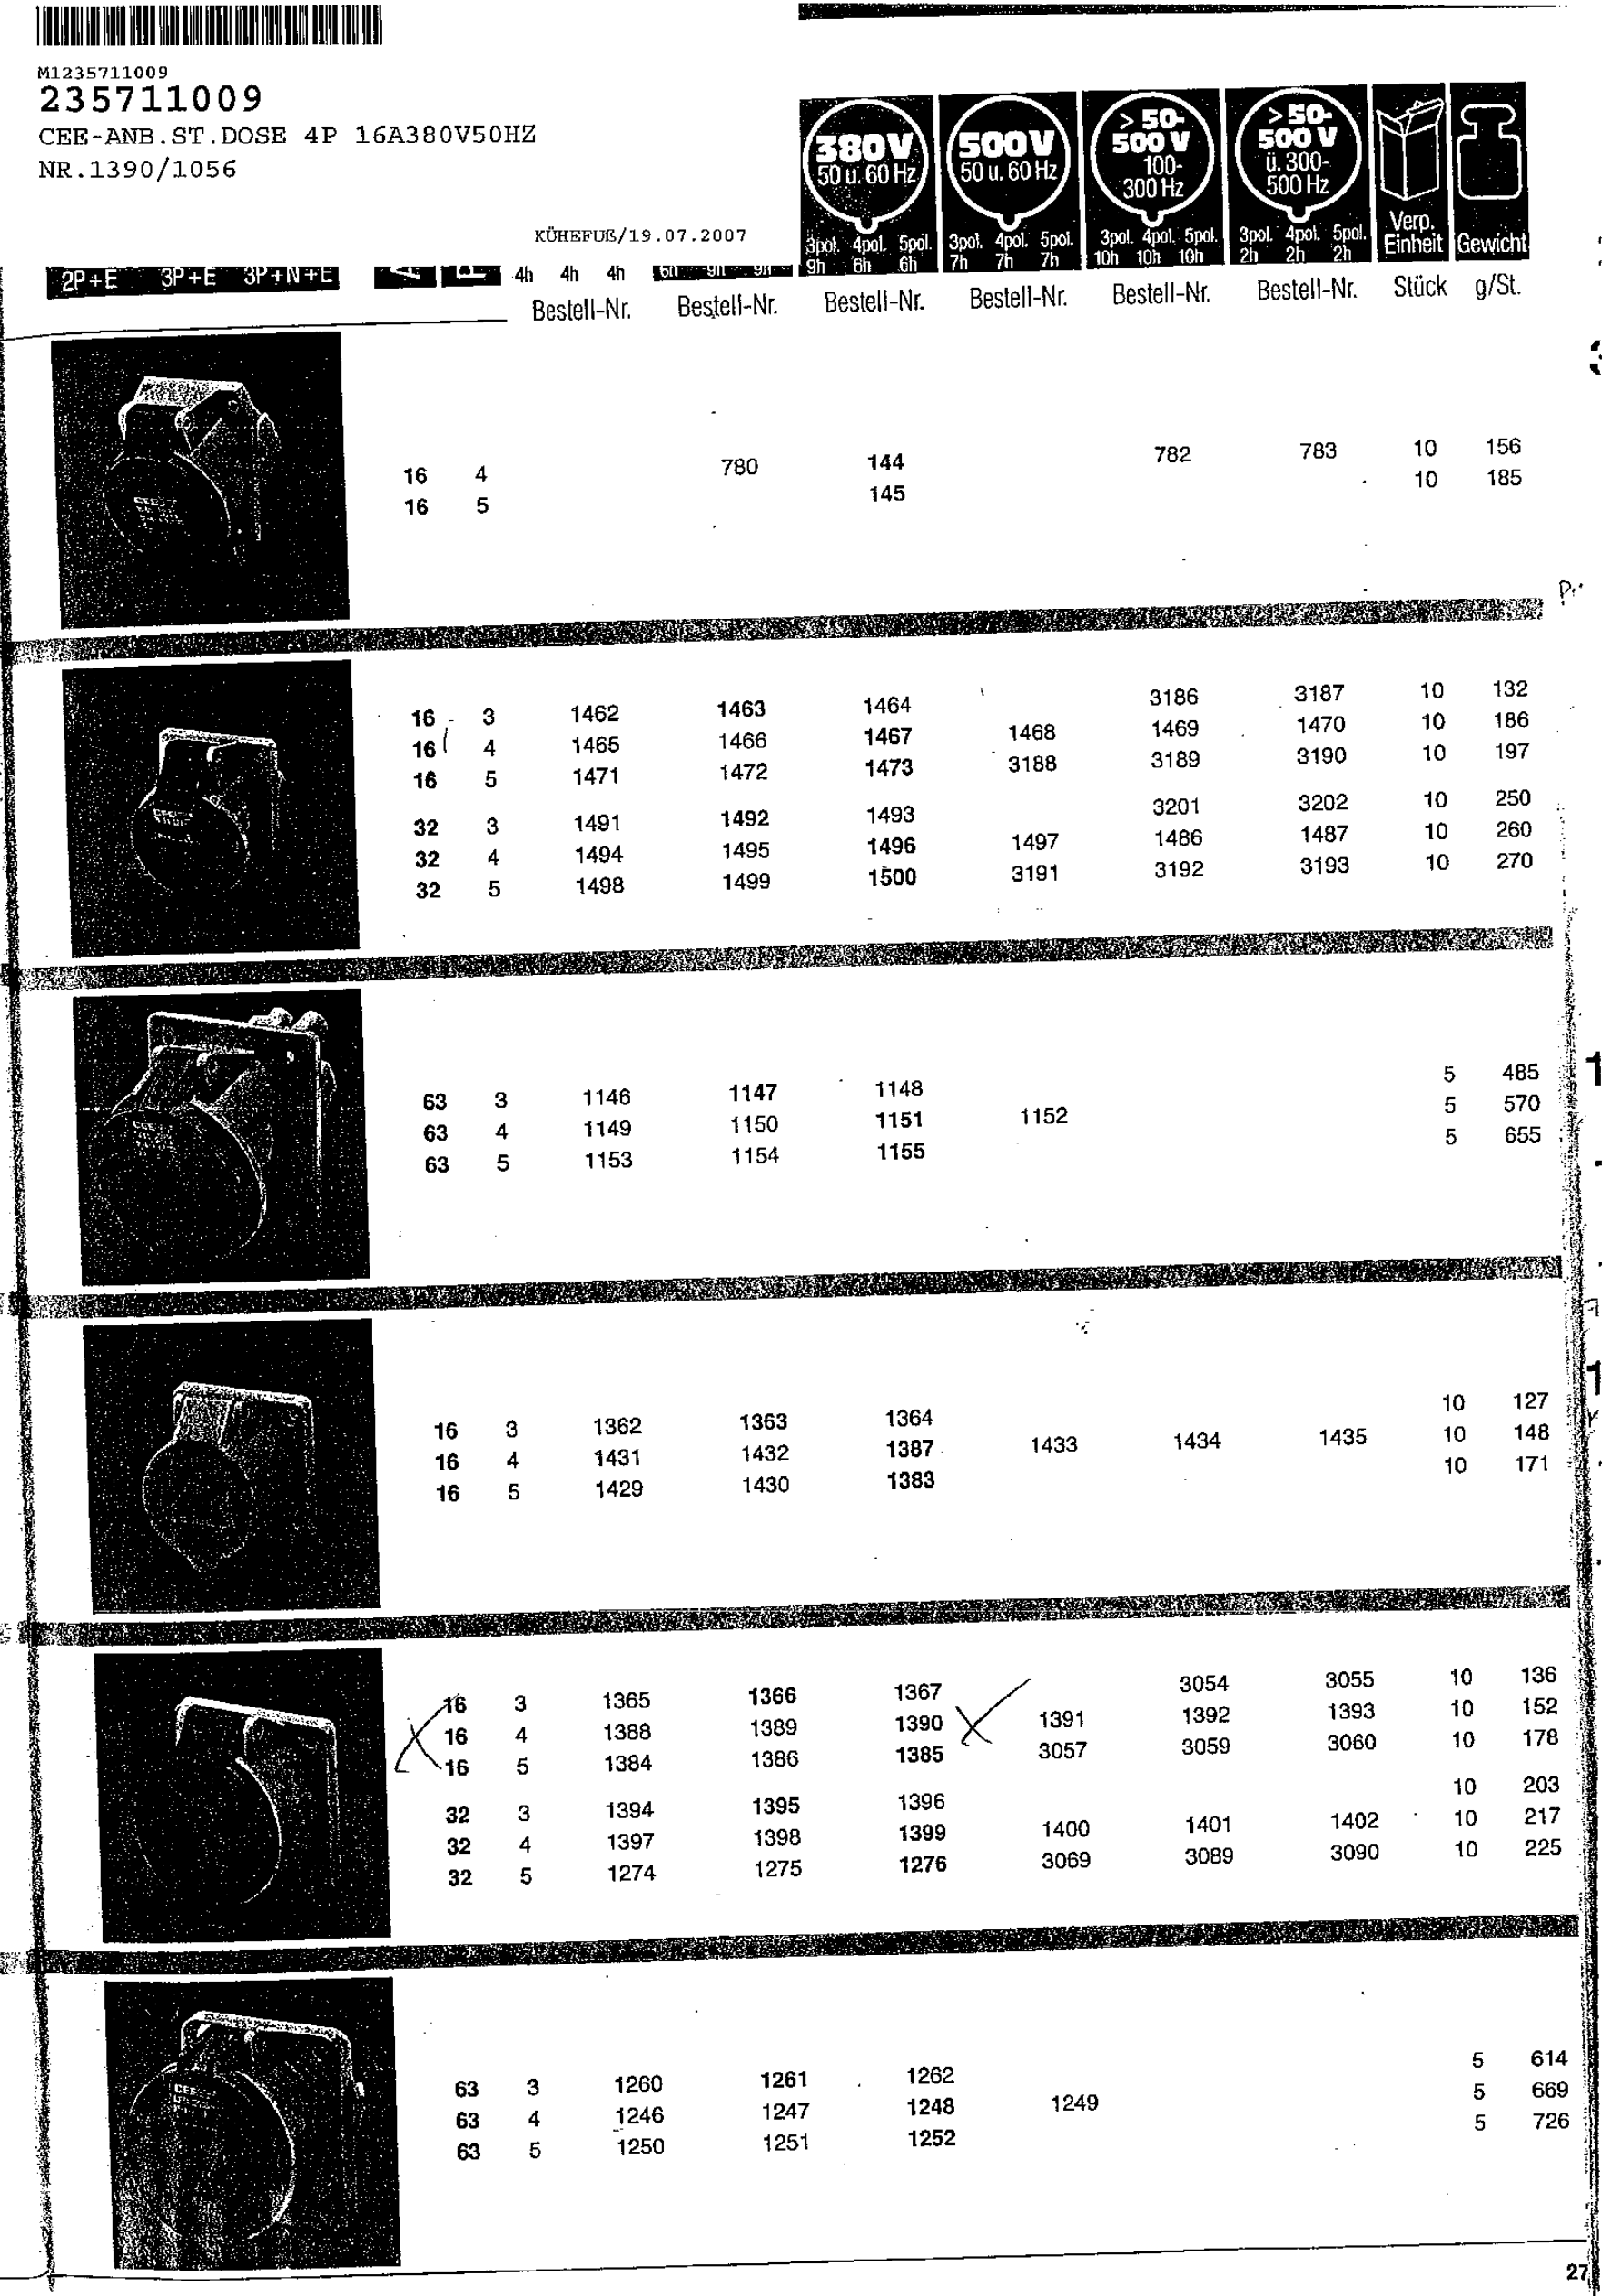 M1235711009
235711009
CEE-ANB.ST.DOSE 4P 16A380V50HZ
NR.1390/1056
KÜHEFUß/19.07.2007
380V 500V >50-500 V >50-500 V
50 u. 60 Hz 50 u. 60 Hz 100-300 Hz ü. 300-500 Hz
Verp. Einheit Gewicht
3pol. 4pol. 5pol. 3pol. 4pol. 5pol. 3pol. 4pol. 5pol. 3pol. 4pol. 5pol.
2P+E 3P+E 3P+N+E 4h 4h 4h 9h 6h 6h 7h 7h 7h 10h 10h 10h 2h 2h 2h
Bestell-Nr. Bestell-Nr. Bestell-Nr. Bestell-Nr. Bestell-Nr. Bestell-Nr. Stück g/St.
16 4 780 144 782 783 10 156
16 5 145 10 185
16 3 1462 1463 1464 3186 3187 10 132
16 4 1465 1466 1467 1468 1469 1470 10 186
16 5 1471 1472 1473 3188 3189 3190 10 197
32 3 1491 1492 1493 3201 3202 10 250
32 4 1494 1495 1496 1497 1486 1487 10 260
32 5 1498 1499 1500 3191 3192 3193 10 270
63 3 1146 1147 1148 5 485
63 4 1149 1150 1151 1152 5 570
63 5 1153 1154 1155 5 655
16 3 1362 1363 1364 10 127
16 4 1431 1432 1387 1433 1434 1435 10 148
16 5 1429 1430 1383 10 171
16 3 1365 1366 1367 3054 3055 10 136
16 4 1388 1389 1390 1391 1392 1393 10 152
16 5 1384 1386 1385 3057 3059 3060 10 178
32 3 1394 1395 1396 10 203
32 4 1397 1398 1399 1400 1401 1402 10 217
32 5 1274 1275 1276 3069 3089 3090 10 225
63 3 1260 1261 1262 5 614
63 4 1246 1247 1248 1249 5 669
63 5 1250 1251 1252 5 726
27